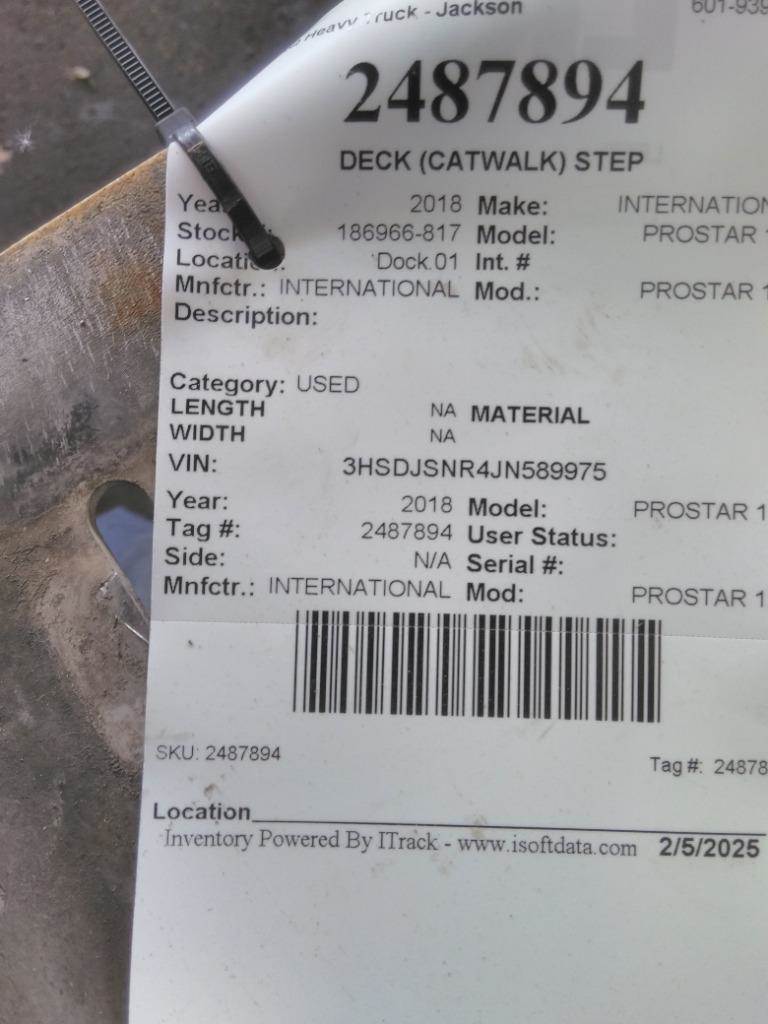 Heavy Truck - Jackson 601-939
2487894
DECK (CATWALK) STEP
2018 Make: INTERNATION
186966-817 Model: PROSTAR 1
Dock.01 Int. #
Mnfctr.: INTERNATIONAL Mod.: PROSTAR 1
Description:
Category: USED
LENGTH NA MATERIAL
WIDTH NA
VIN: 3HSDJSNR4JN589975
Year: 2018 Model: PROSTAR 1
Tag #: 2487894 User Status:
Side: N/A Serial #:
Mnfctr.: INTERNATIONAL Mod: PROSTAR 1
SKU: 2487894 Tag #: 24878
Location
Inventory Powered By ITrack - www.isoftdata.com 2/5/2025